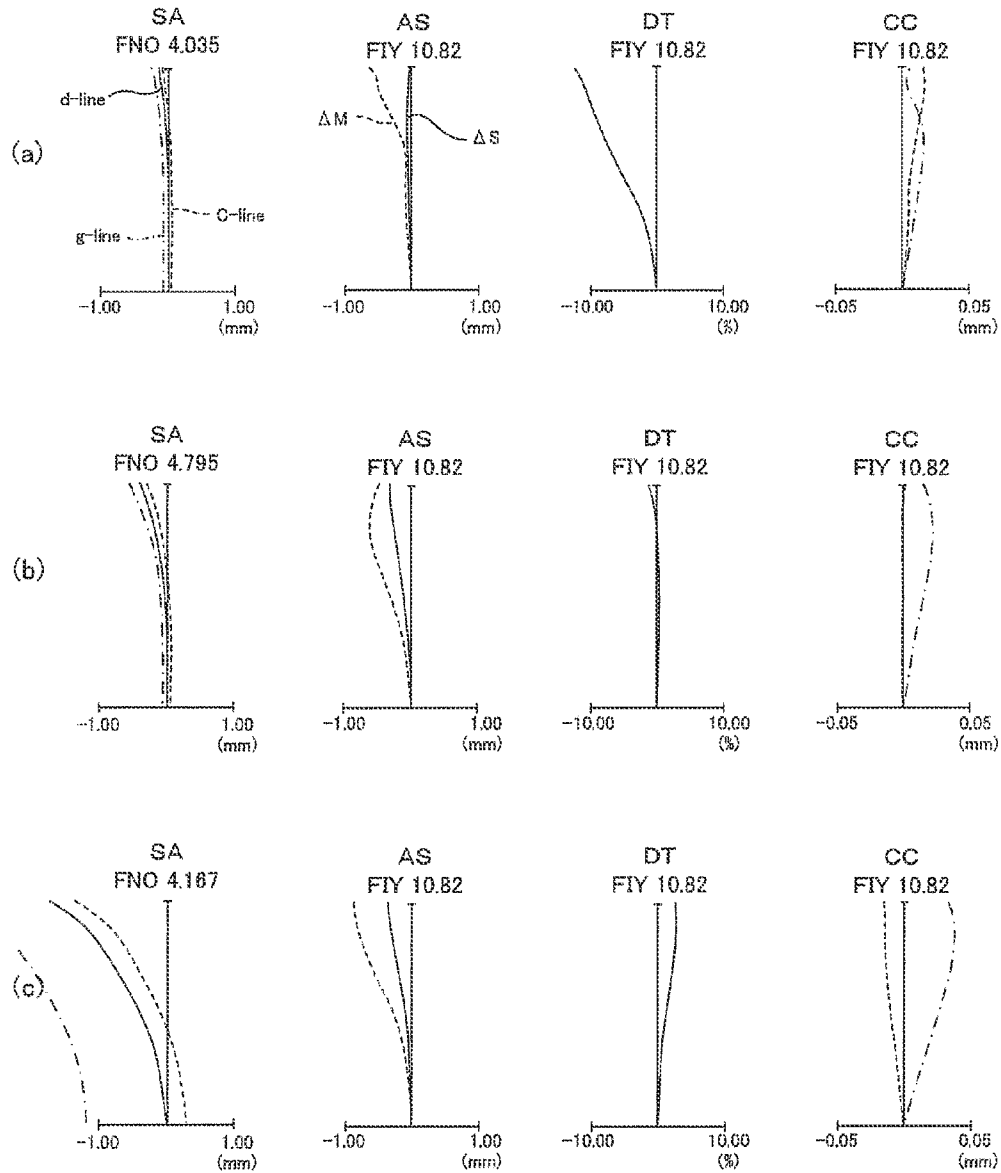 SA AS DT CC
FNO 4.035 FIY 10.82 FIY 10.82 FIY 10.82
d-line
ΔM
ΔS
(a)
C-line
g-line
-1.00 1.00 -1.00 1.00 -10.00 10.00 -0.05 0.05
(mm) (mm) (%) (mm)
SA AS DT CC
FNO 4.795 FIY 10.82 FIY 10.82 FIY 10.82
(b)
-1.00 1.00 -1.00 1.00 -10.00 10.00 -0.05 0.05
(mm) (mm) (%) (mm)
SA AS DT CC
FNO 4.167 FIY 10.82 FIY 10.82 FIY 10.82
(c)
-1.00 1.00 -1.00 1.00 -10.00 10.00 -0.05 0.05
(mm) (mm) (%) (mm)